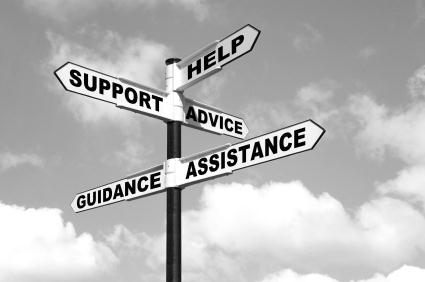 HELP
SUPPORT
ADVICE
ASSISTANCE
GUIDANCE